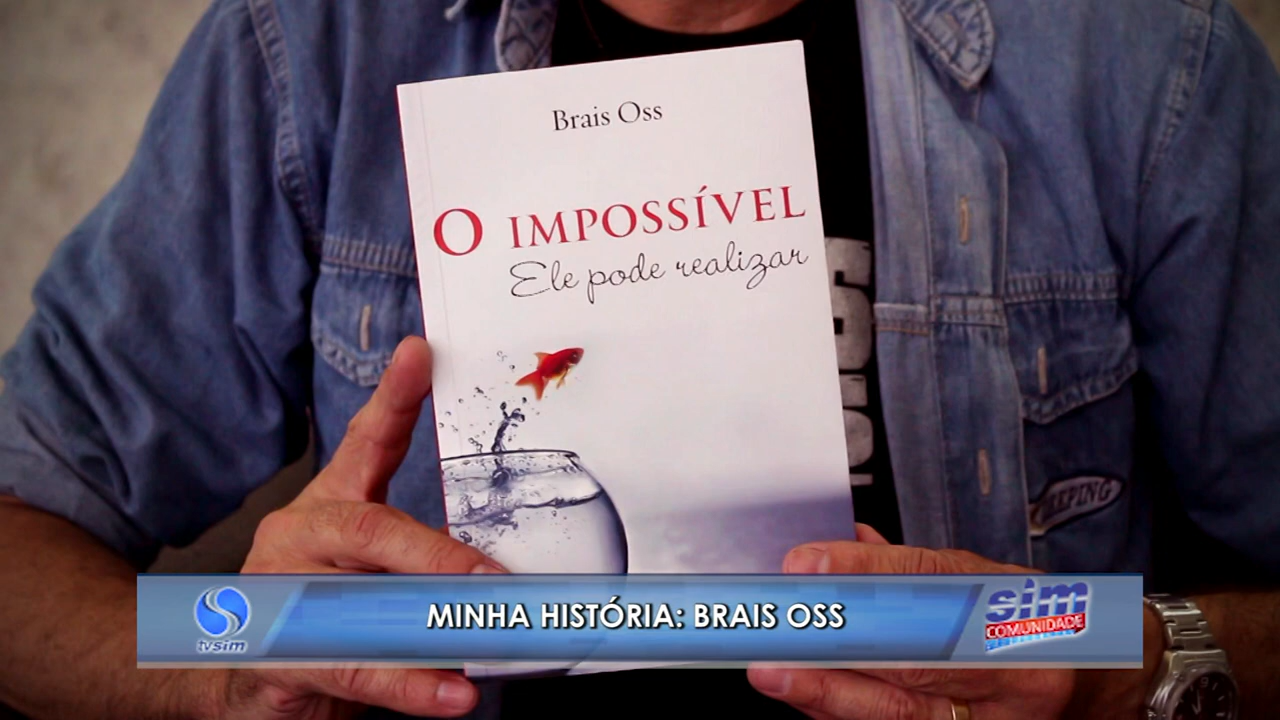 Brais Oss
O IMPOSSÍVEL
Ele pode realizar
MINHA HISTÓRIA: BRAIS OSS
tvsim
sim
COMUNIDADE